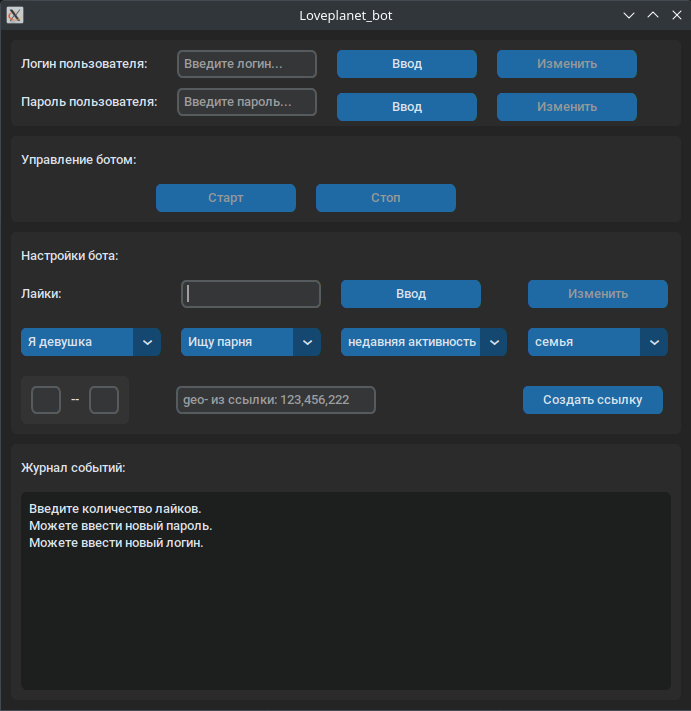 Loveplanet_bot
Логин пользователя: Введите логин... Ввод Изменить
Пароль пользователя: Введите пароль... Ввод Изменить
Управление ботом:
Старт Стоп
Настройки бота:
Лайки: Ввод Изменить
Я девушка Ищу парня недавняя активность семья
-- geo- из ссылки: 123,456,222 Создать ссылку
Журнал событий:
Введите количество лайков.
Можете ввести новый пароль.
Можете ввести новый логин.